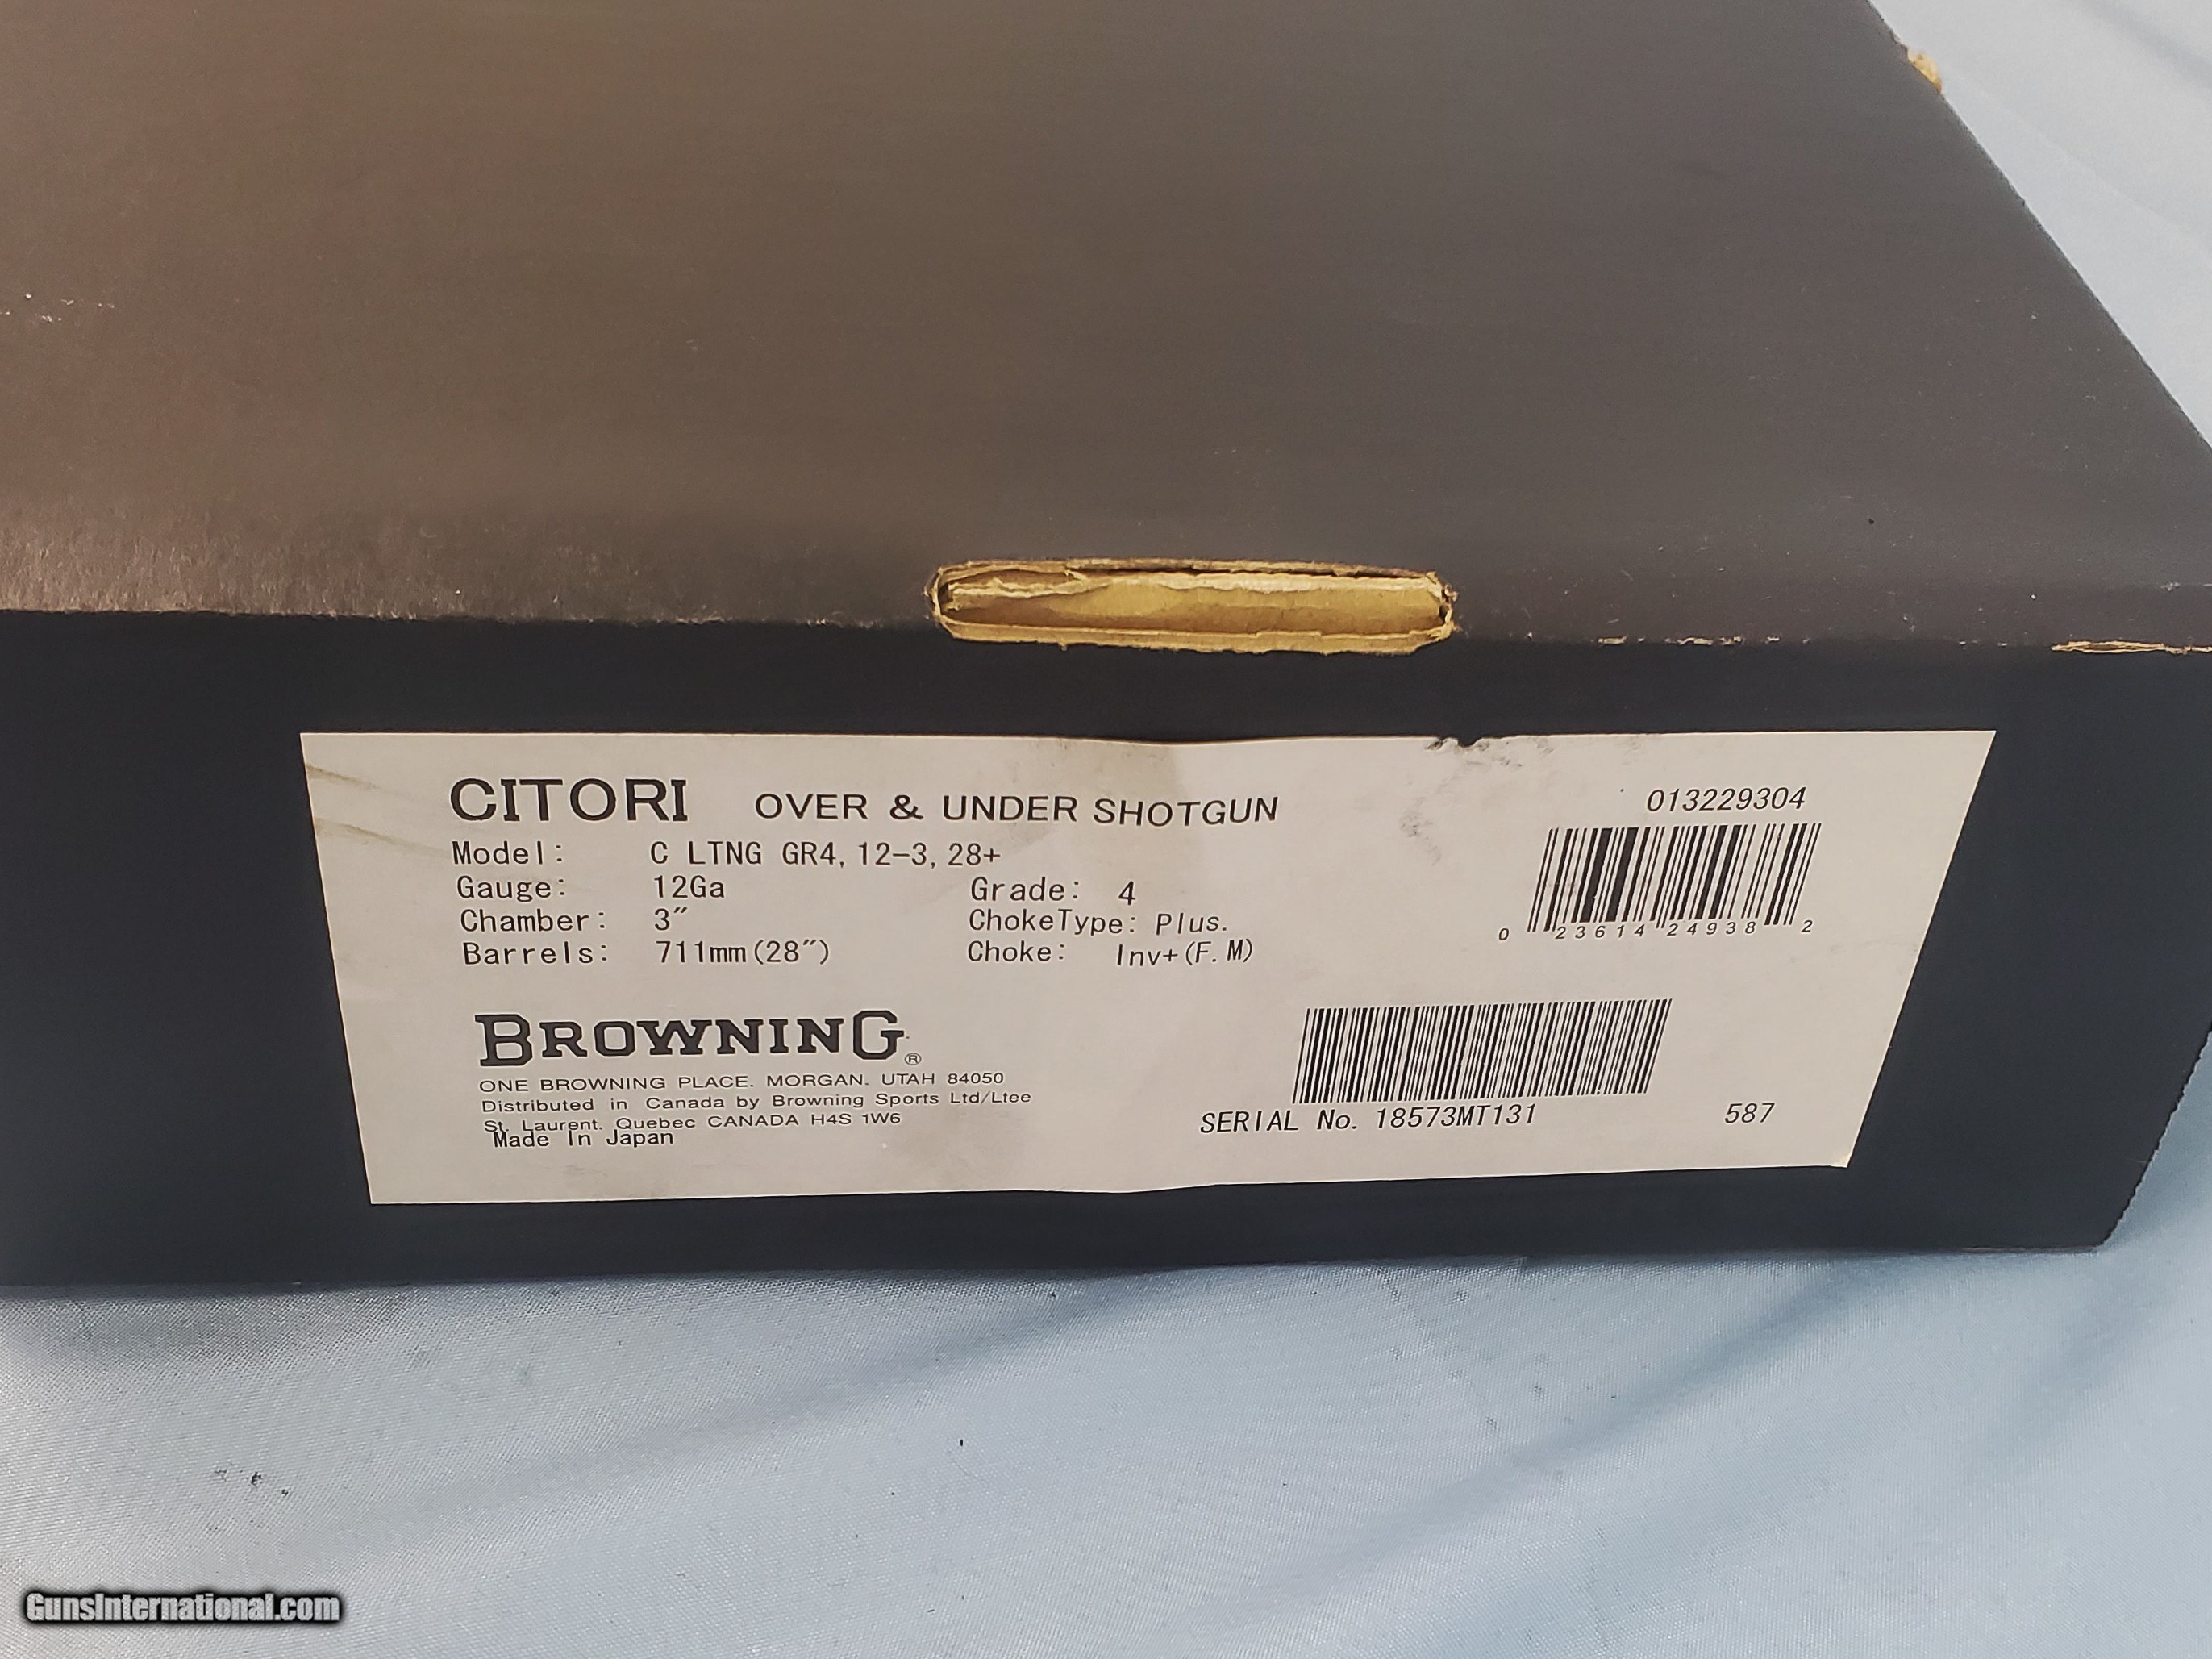 CITORI OVER & UNDER SHOTGUN
013229304
Model: C LTNG GR4, 12-3, 28+
Gauge: 12Ga Grade: 4
Chamber: 3" ChokeType: Plus.
Barrels: 711mm(28") Choke: Inv+(F.M)
0 23614 24938 2
BROWNING®
ONE BROWNING PLACE. MORGAN. UTAH 84050
Distributed in Canada by Browning Sports Ltd/Ltee
St. Laurent. Quebec CANADA H4S 1W6
Made In Japan
SERIAL No. 18573MT131 587
GunsInternational.com